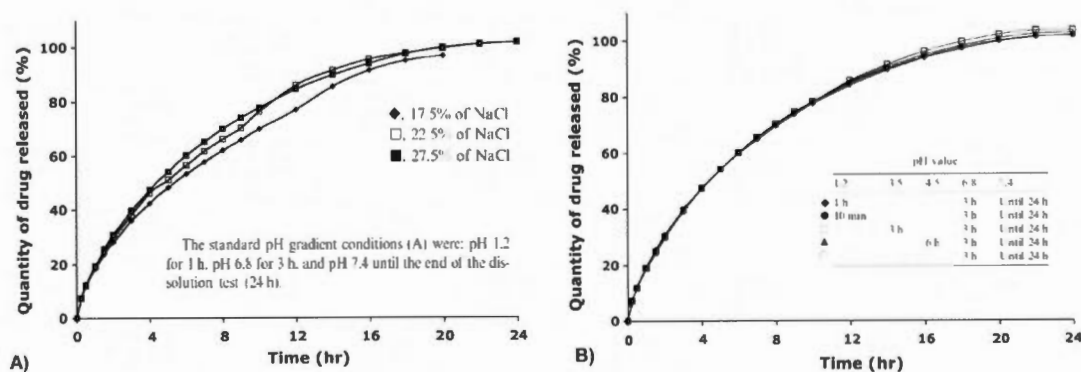 Quantity of drug released (%)
100
80
60
40
20
0
◆, 17.5% of NaCl
□, 22.5% of NaCl
■, 27.5% of NaCl
The standard pH gradient conditions (A) were: pH 1.2
for 1 h, pH 6.8 for 3 h, and pH 7.4 until the end of the dis-
solution test (24 h).
0 4 8 12 16 20 24
Time (hr)
A)
Quantity of drug released (%)
100
80
60
40
20
0
pH value
1.2 3.5 4.5 6.8 7.4
1 h 3 h Until 24 h
10 min 3 h Until 24 h
3 h 3 h Until 24 h
6 h 3 h Until 24 h
3 h Until 24 h
0 4 8 12 16 20 24
Time (hr)
B)